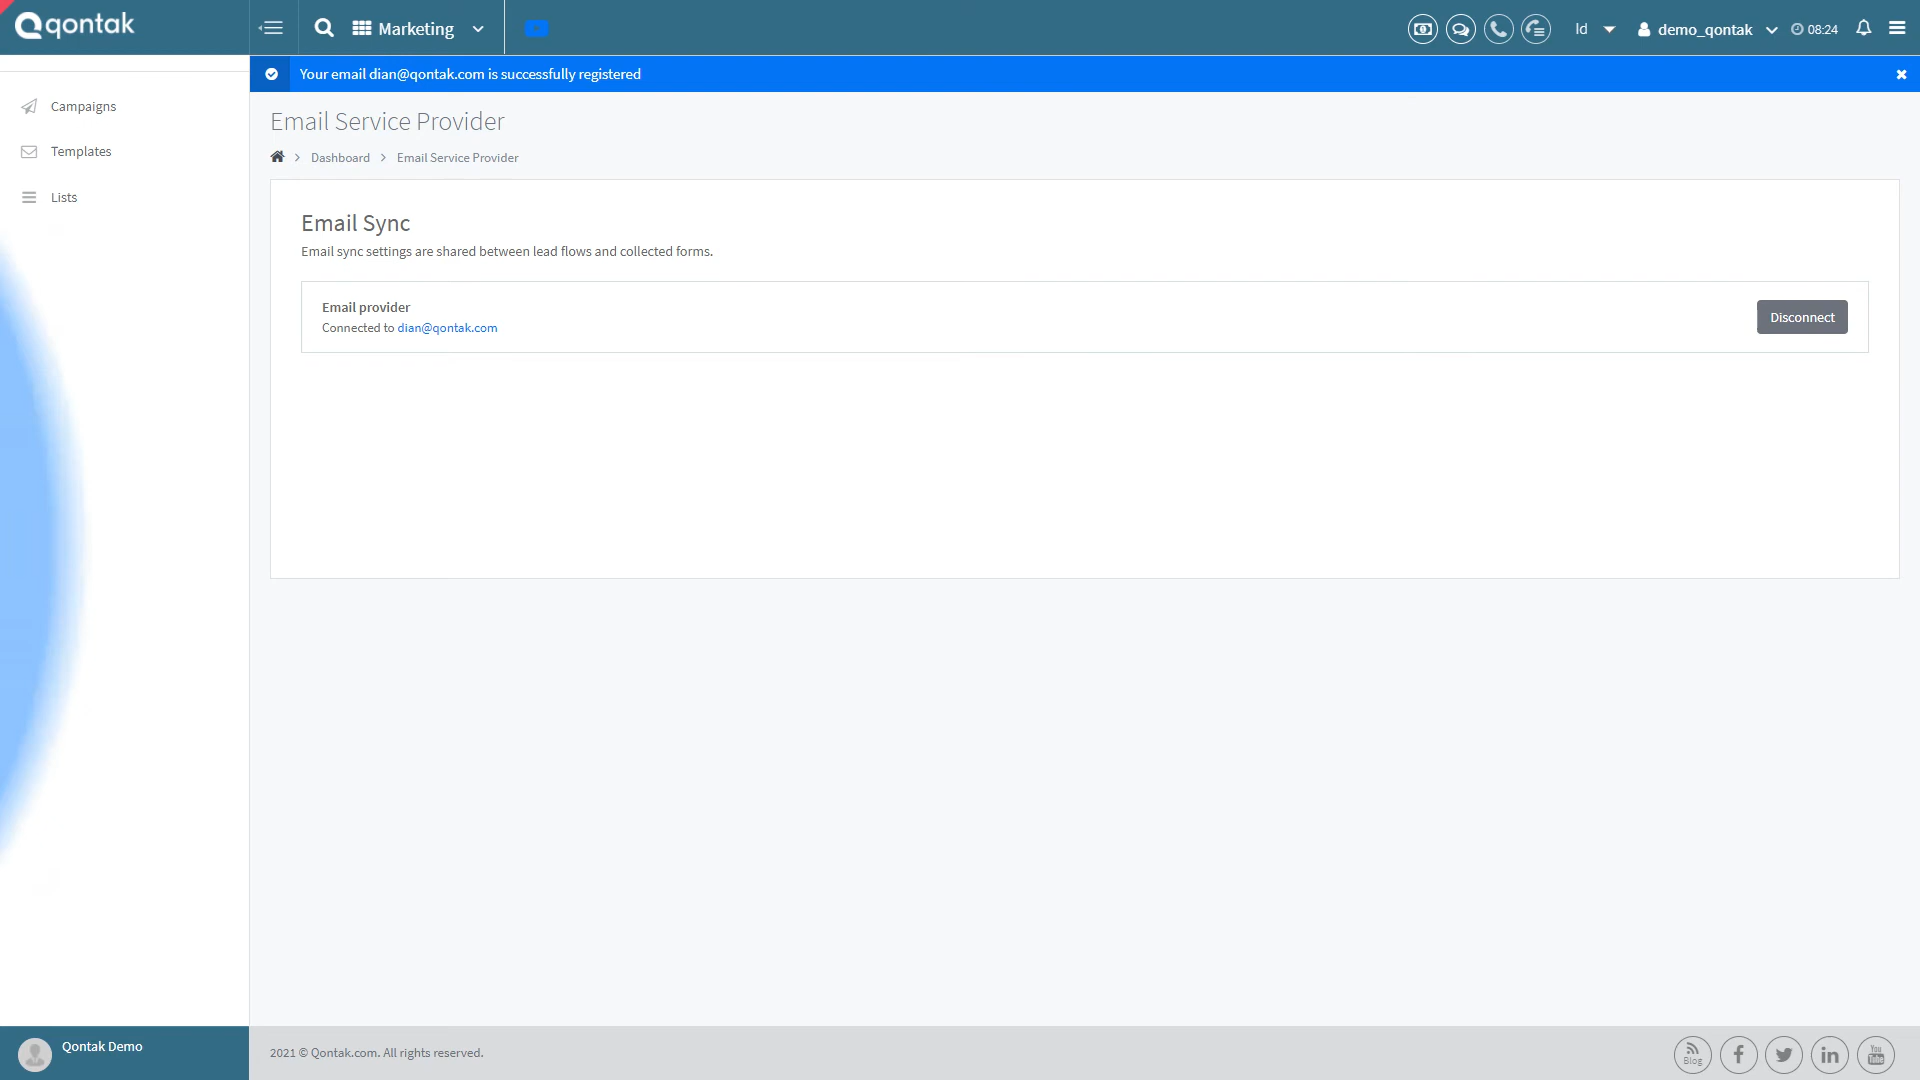 qontak
Marketing
Id
demo_qontak
08:24
Your email dian@qontak.com is successfully registered
Campaigns
Templates
Lists
Email Service Provider
Dashboard
Email Service Provider
Email Sync
Email sync settings are shared between lead flows and collected forms.
Email provider
Connected to dian@qontak.com
Disconnect
Qontak Demo
2021 © Qontak.com. All rights reserved.
Blog
You
Tube